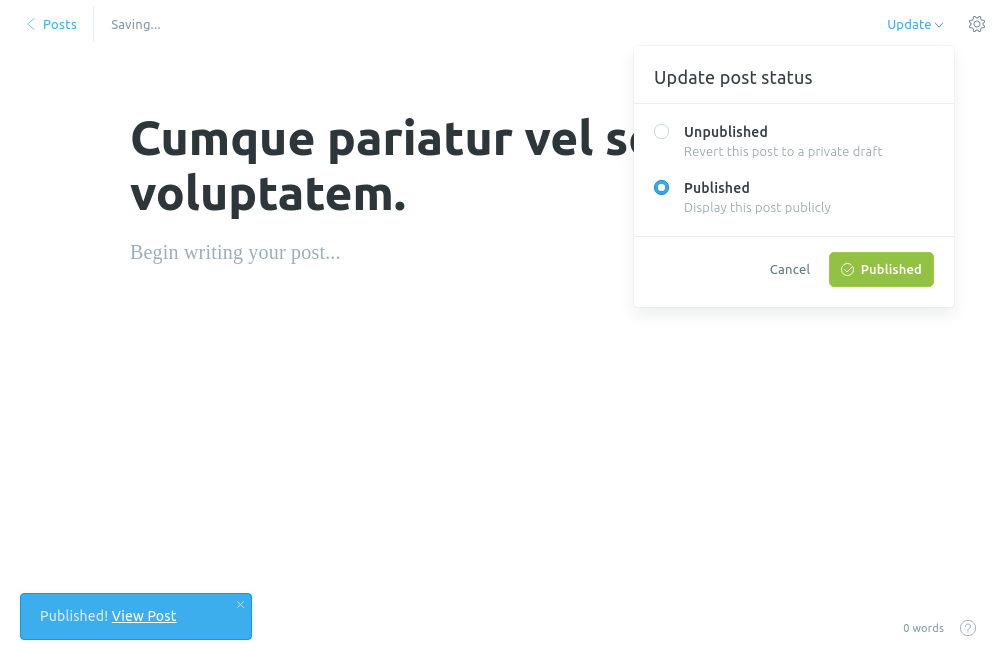 Posts
Saving...
Update
Update post status
Unpublished
Revert this post to a private draft
Published
Display this post publicly
Cancel
Published
Cumque pariatur vel
voluptatem.
Begin writing your post...
Published! View Post
0 words
?